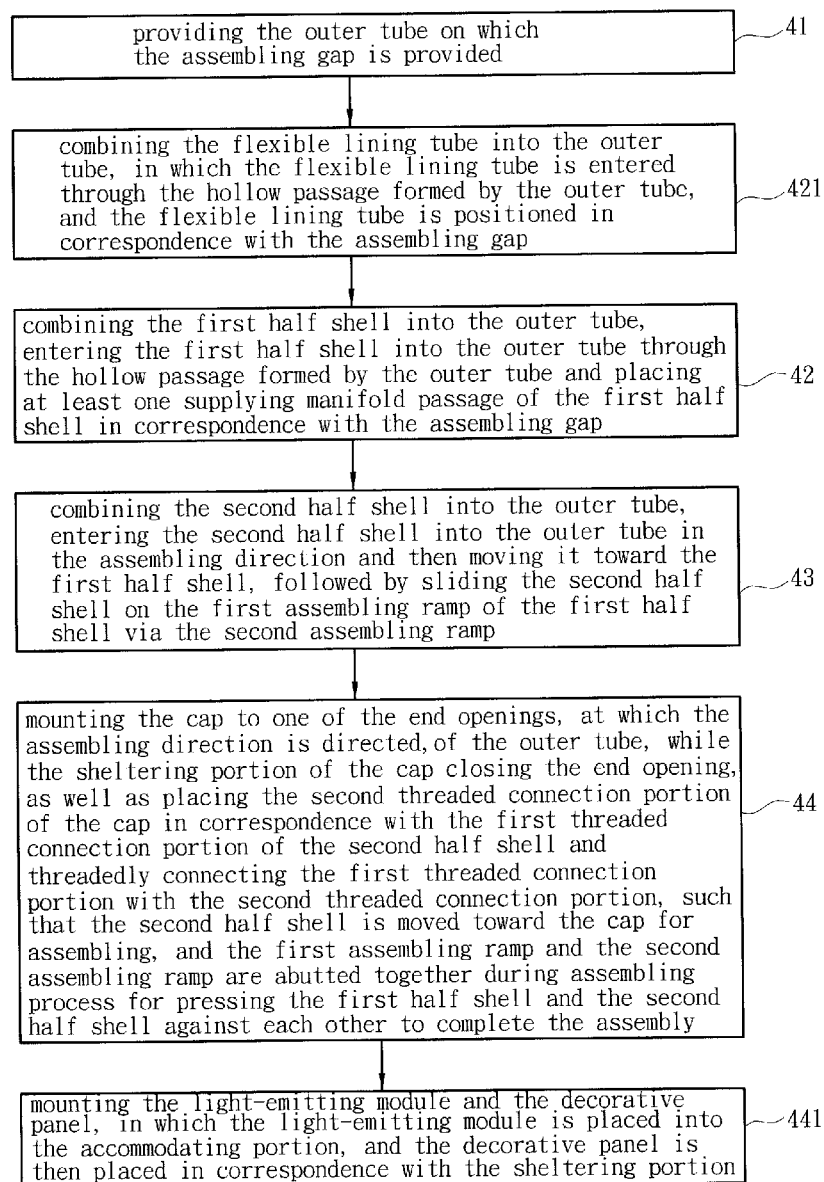 providing the outer tube on which
the assembling gap is provided
41
combining the flexible lining tube into the outer
tube, in which the flexible lining tube is entered
through the hollow passage formed by the outer tube,
and the flexible lining tube is positioned in
correspondence with the assembling gap
421
combining the first half shell into the outer tube,
entering the first half shell into the outer tube through
the hollow passage formed by the outer tube and placing
at least one supplying manifold passage of the first half
shell in correspondence with the assembling gap
42
combining the second half shell into the outer tube,
entering the second half shell into the outer tube in
the assembling direction and then moving it toward the
first half shell, followed by sliding the second half
shell on the first assembling ramp of the first half
shell via the second assembling ramp
43
mounting the cap to one of the end openings, at which the
assembling direction is directed, of the outer tube, while
the sheltering portion of the cap closing the end opening,
as well as placing the second threaded connection portion
of the cap in correspondence with the first threaded
connection portion of the second half shell and
threadedly connecting the first threaded connection
portion with the second threaded connection portion, such
that the second half shell is moved toward the cap for
assembling, and the first assembling ramp and the second
assembling ramp are abutted together during assembling
process for pressing the first half shell and the second
half shell against each other to complete the assembly
44
mounting the light-emitting module and the decorative
panel, in which the light-emitting module is placed into
the accommodating portion, and the decorative panel is
then placed in correspondence with the sheltering portion
441